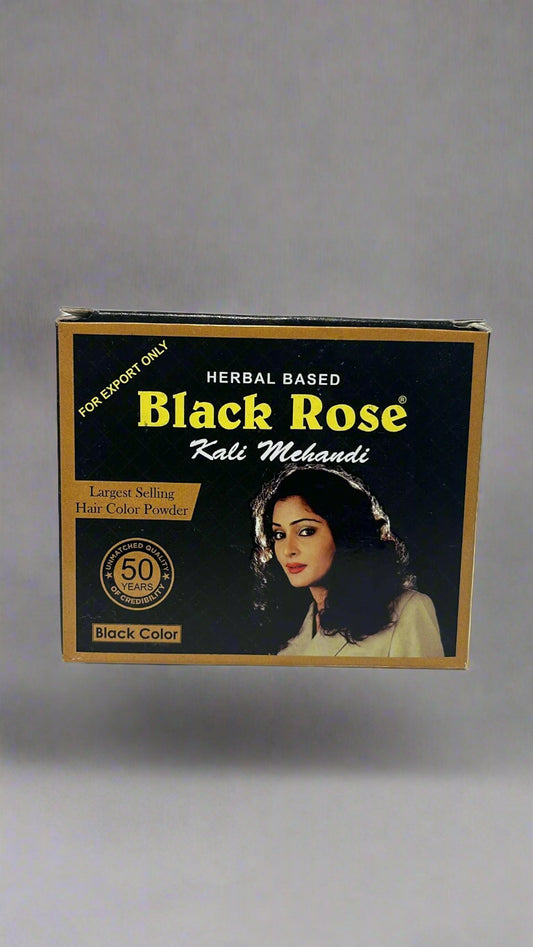 FOR EXPORT ONLY
HERBAL BASED
Black Rose®
Kali Mehandi
Largest Selling
Hair Color Powder
UNMATCHED QUALITY
50
YEARS
OF CREDIBILITY
Black Color